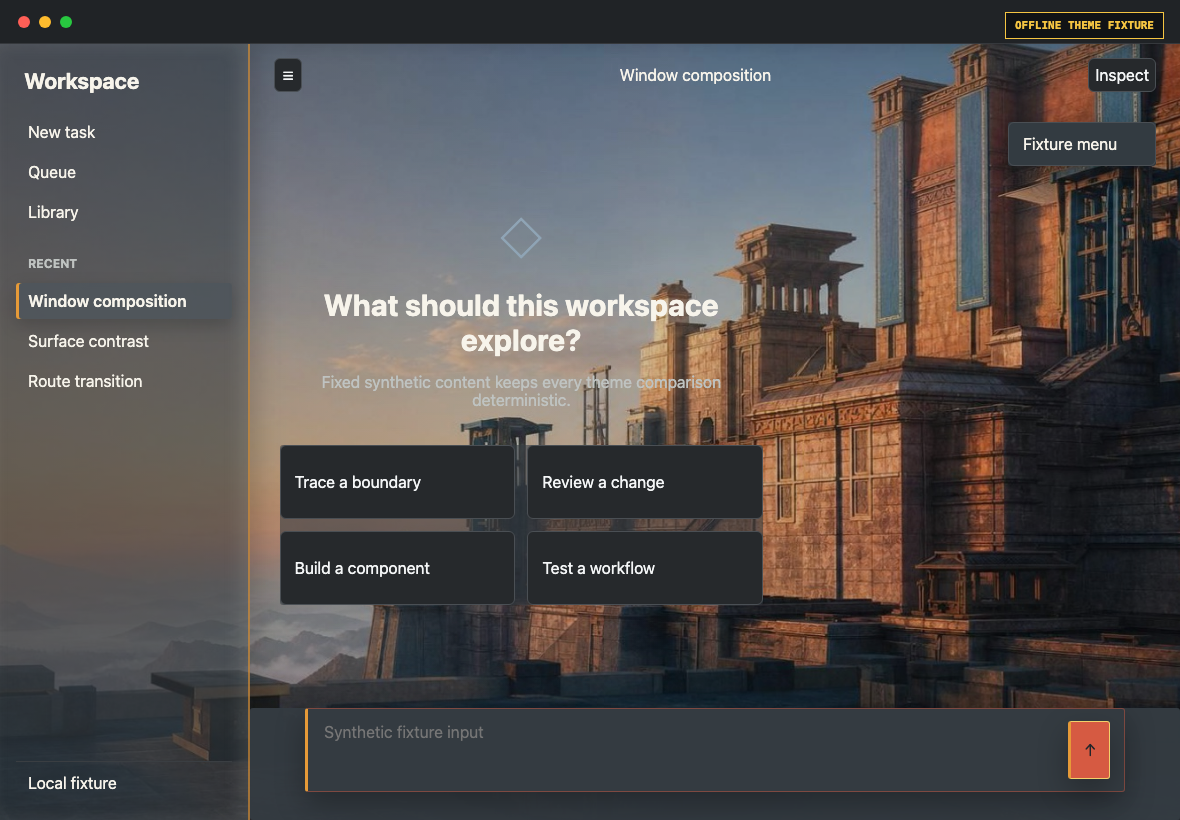 OFFLINE THEME FIXTURE
Workspace
New task
Queue
Library
RECENT
Window composition
Surface contrast
Route transition
Local fixture
Window composition
Inspect
Fixture menu
What should this workspace
explore?
Fixed synthetic content keeps every theme comparison
deterministic.
Trace a boundary
Review a change
Build a component
Test a workflow
Synthetic fixture input